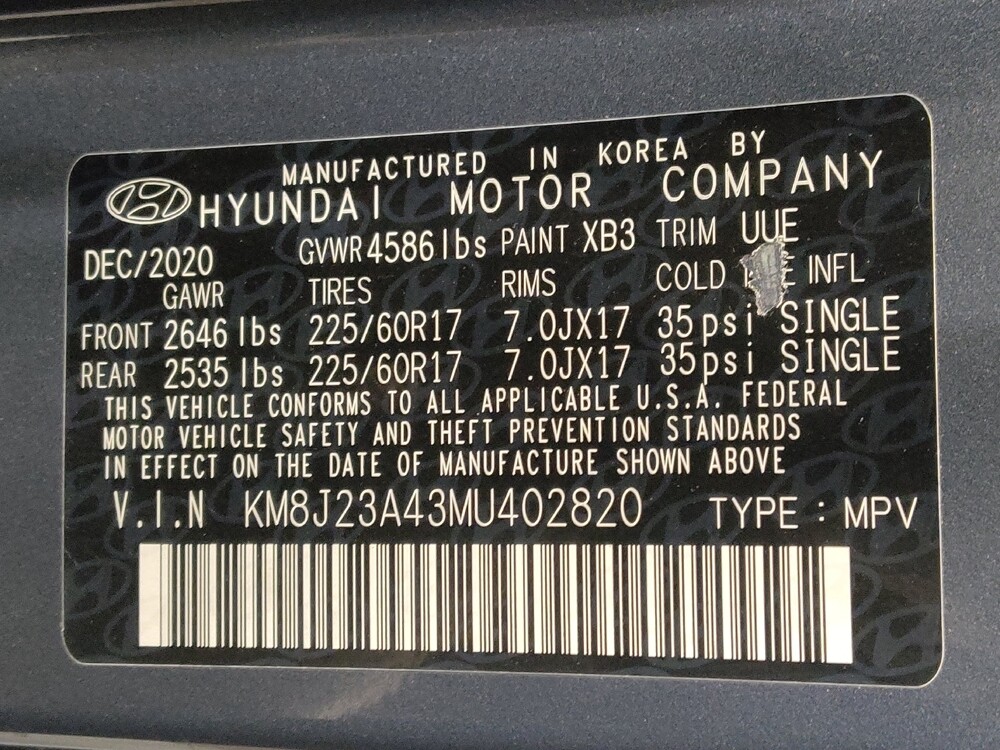 MANUFACTURED IN KOREA BY
HYUNDAI MOTOR COMPANY
DEC/2020 GVWR 4586 lbs PAINT XB3 TRIM UUE
GAWR TIRES RIMS COLD INFL
FRONT 2646 lbs 225/60R17 7.0JX17 35psi SINGLE
REAR 2535 lbs 225/60R17 7.0JX17 35psi SINGLE
THIS VEHICLE CONFORMS TO ALL APPLICABLE U.S.A. FEDERAL
MOTOR VEHICLE SAFETY AND THEFT PREVENTION STANDARDS
IN EFFECT ON THE DATE OF MANUFACTURE SHOWN ABOVE
V.I.N KM8J23A43MU402820 TYPE : MPV